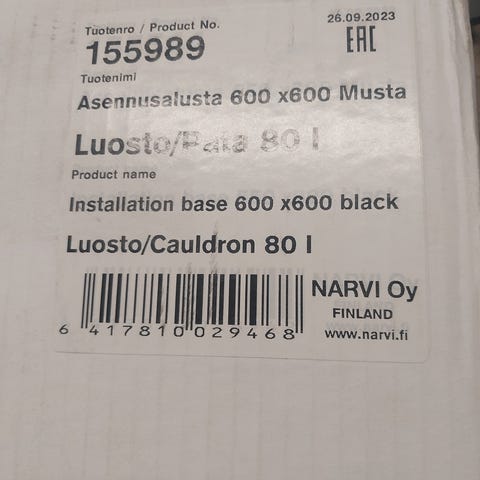 Tuotenro / Product No.
155989
26.09.2023
EAC
Tuotenimi
Asennusalusta 600 x600 Musta
Luosto/Pata 80 l
Product name
Installation base 600 x600 black
Luosto/Cauldron 80 l
6 417810 029468
NARVI Oy
FINLAND
www.narvi.fi